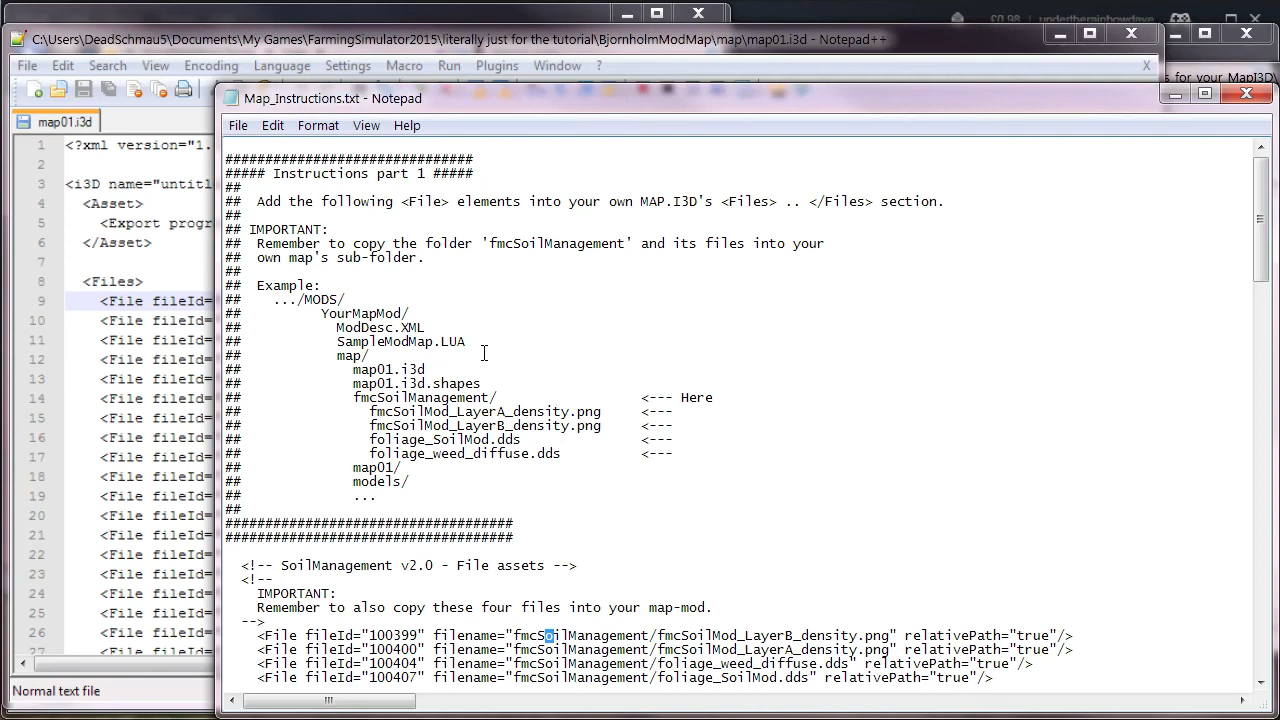 £0.98 undertherainbowdave
C:\Users\DeadSchmau5\Documents\My Games\FarmingSimulator2015\literally just for the tutorial\BjornholmModMap\map\map01.i3d - Notepad++
File Edit Search View Encoding Language Settings Macro Run Plugins Window ? X
s for your MapI3D
map01.i3d
1 <?xml version="1.
2
3 <i3D name="untitl
4 <Asset>
5 <Export progr
6 </Asset>
7
8 <Files>
9 <File fileId=
10 <File fileId=
11 <File fileId=
12 <File fileId=
13 <File fileId=
14 <File fileId=
15 <File fileId=
16 <File fileId=
17 <File fileId=
18 <File fileId=
19 <File fileId=
20 <File fileId=
21 <File fileId=
22 <File fileId=
23 <File fileId=
24 <File fileId=
25 <File fileId=
26 <File fileId=
27 <File fileId=
Normal text file
Map_Instructions.txt - Notepad
File Edit Format View Help
###############################
##### Instructions part 1 #####
##
## Add the following <File> elements into your own MAP.I3D's <Files> .. </Files> section.
##
## IMPORTANT:
## Remember to copy the folder 'fmcSoilManagement' and its files into your
## own map's sub-folder.
##
## Example:
## .../MODS/
## YourMapMod/
## ModDesc.XML
## SampleModMap.LUA
## map/
## map01.i3d
## map01.i3d.shapes
## fmcSoilManagement/ <--- Here
## fmcSoilMod_LayerA_density.png <---
## fmcSoilMod_LayerB_density.png <---
## foliage_SoilMod.dds <---
## foliage_weed_diffuse.dds <---
## map01/
## models/
## ...
##
####################################
####################################
<!-- SoilManagement v2.0 - File assets -->
<!--
IMPORTANT:
Remember to also copy these four files into your map-mod.
-->
<File fileId="100399" filename="fmcSoilManagement/fmcSoilMod_LayerB_density.png" relativePath="true"/>
<File fileId="100400" filename="fmcSoilManagement/fmcSoilMod_LayerA_density.png" relativePath="true"/>
<File fileId="100404" filename="fmcSoilManagement/foliage_weed_diffuse.dds" relativePath="true"/>
<File fileId="100407" filename="fmcSoilManagement/foliage_SoilMod.dds" relativePath="true"/>